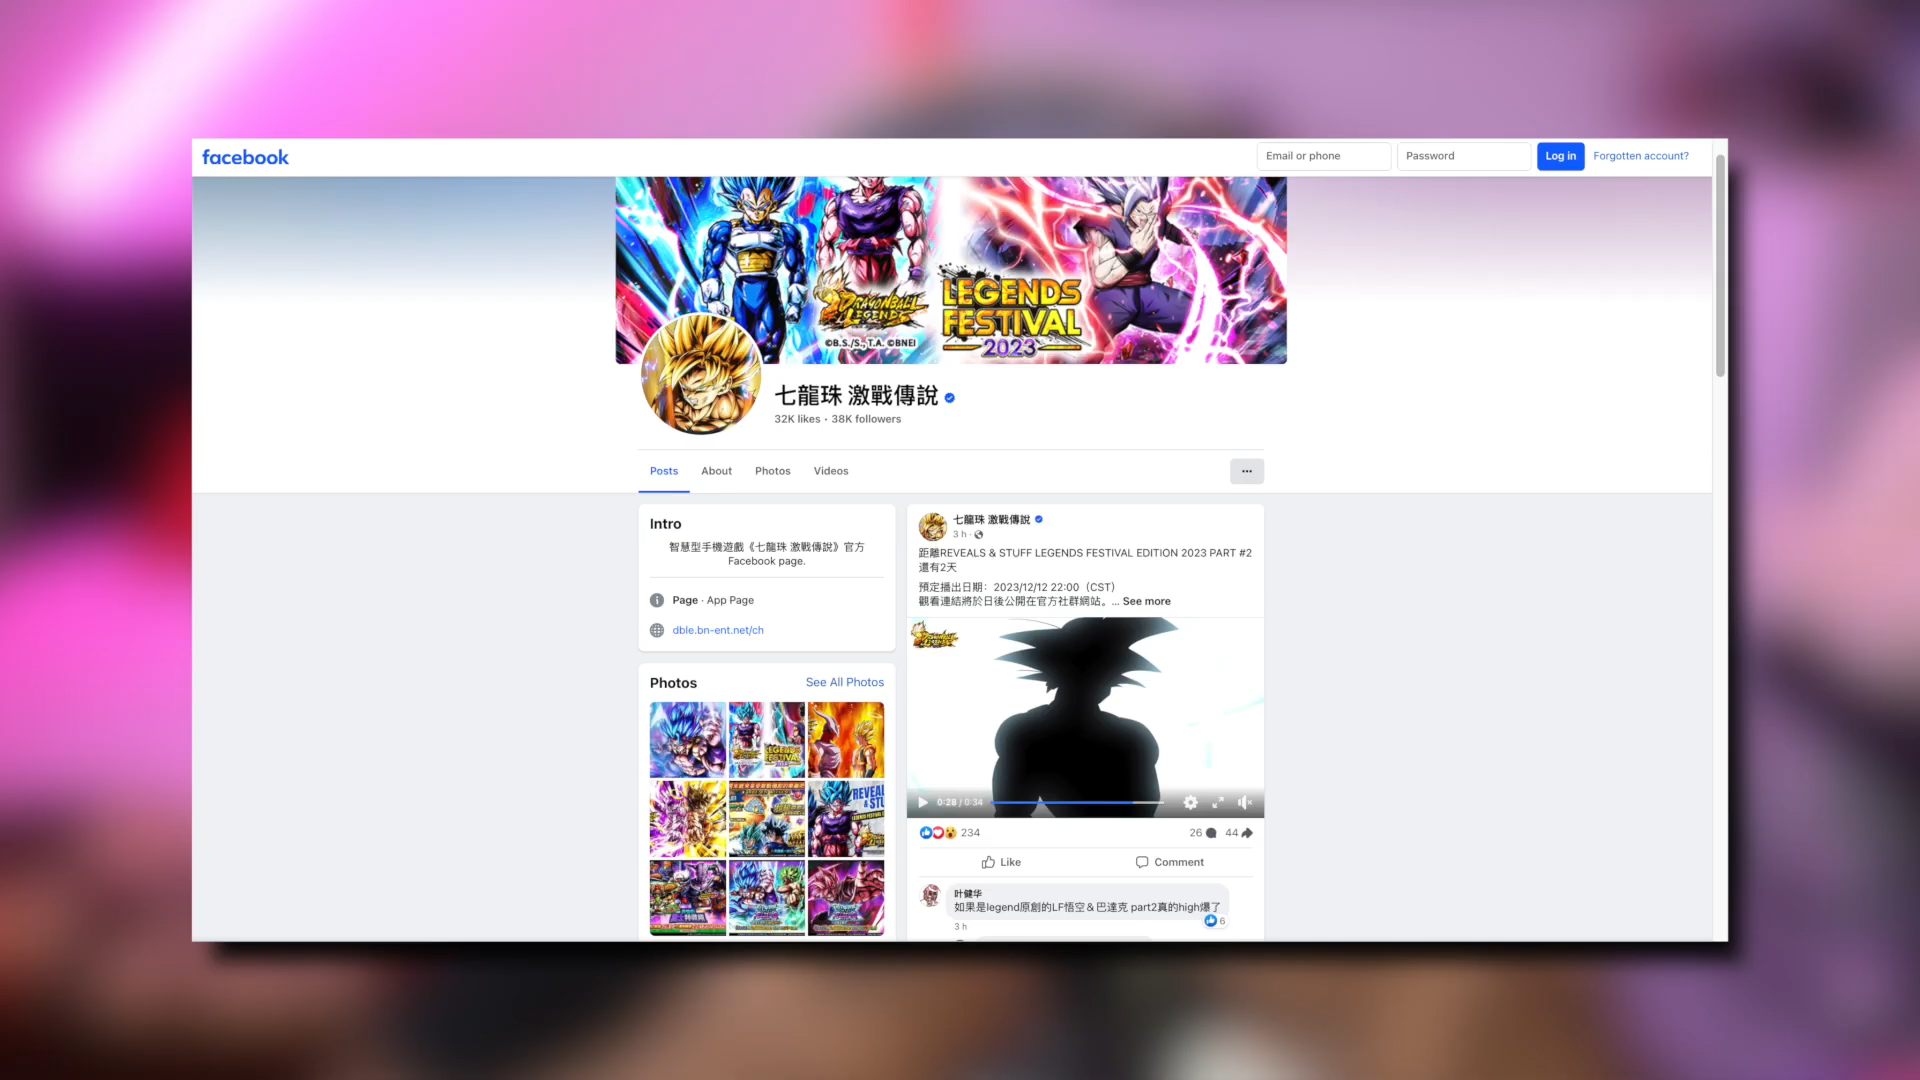 facebook
Email or phone
Password
Log in
Forgotten account?
DRAGONBALL
LEGENDS
©B.S./S., T.A. ©BNEI
LEGENDS
FESTIVAL
2023
七龍珠 激戰傳說
32K likes • 38K followers
Posts
About
Photos
Videos
Intro
智慧型手機遊戲《七龍珠 激戰傳說》官方
Facebook page.
Page · App Page
dble.bn-ent.net/ch
Photos
See All Photos
七龍珠 激戰傳說
3 h ·
距離REVEALS & STUFF LEGENDS FESTIVAL EDITION 2023 PART #2
還有2天
預定播出日期：2023/12/12 22:00（CST）
觀看連結將於日後公開在官方社群網站。... See more
0:28 / 0:34
234
26
44
Like
Comment
叶健华
如果是legend原創的LF悟空＆巴達克 part2真的high爆了
6
3 h